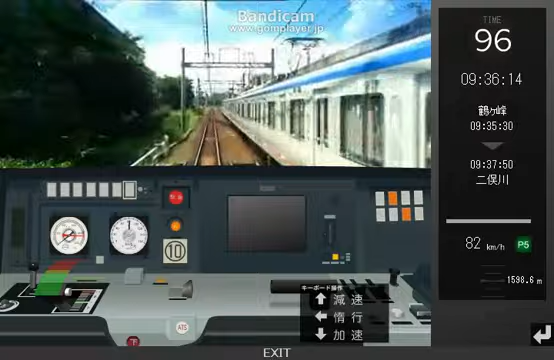 Bandicam
www.gomplayer.jp
TIME
96
09:36:14
鶴ヶ峰
09:35:30
09:37:50
二俣川
82 km/h
P5
1598.6 m
10
ATS
キーボード操作
減速
惰行
加速
EXIT